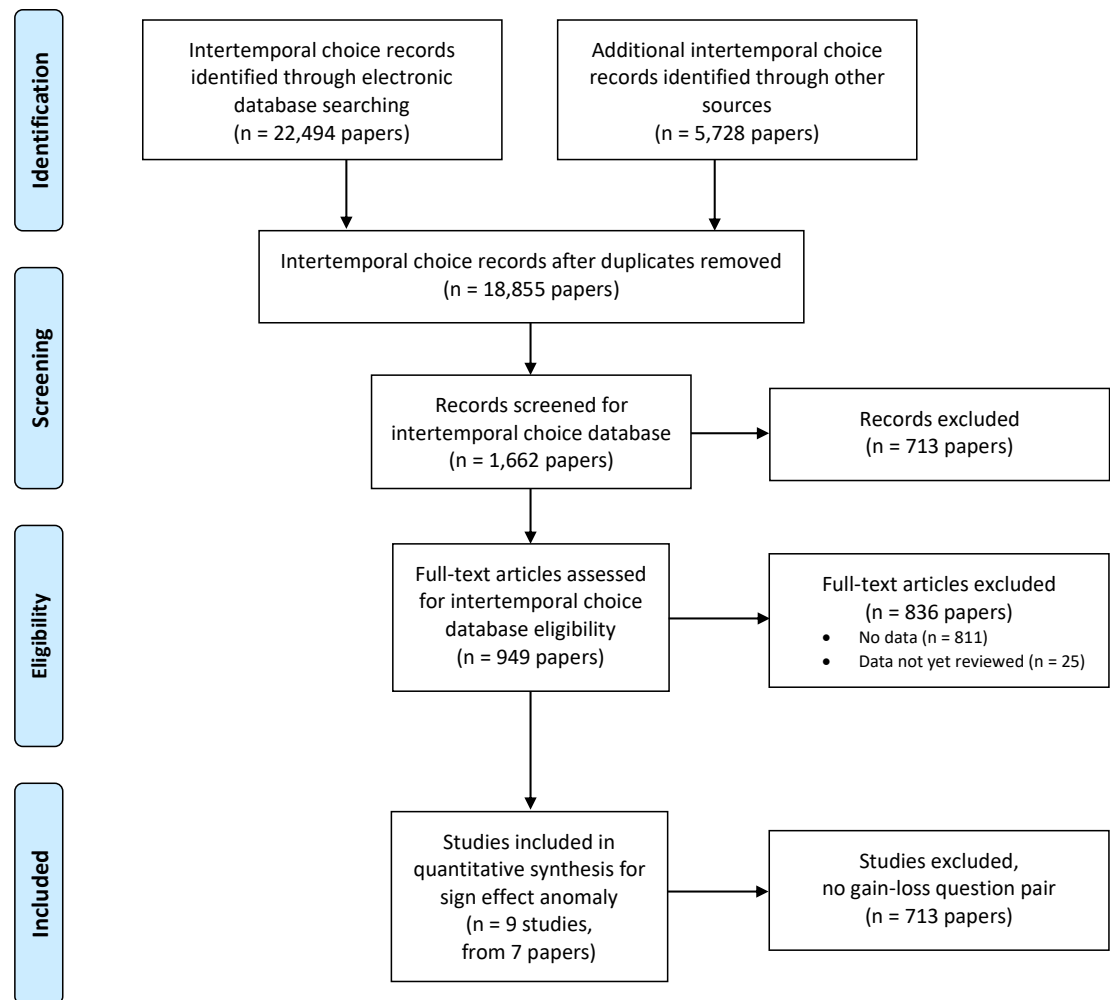 Identification
Intertemporal choice records
identified through electronic
database searching
(n = 22,494 papers)
Additional intertemporal choice
records identified through other
sources
(n = 5,728 papers)
Intertemporal choice records after duplicates removed
(n = 18,855 papers)
Screening
Records screened for
intertemporal choice database
(n = 1,662 papers)
Records excluded
(n = 713 papers)
Eligibility
Full-text articles assessed
for intertemporal choice
database eligibility
(n = 949 papers)
Full-text articles excluded
(n = 836 papers)
• No data (n = 811)
• Data not yet reviewed (n = 25)
Included
Studies included in
quantitative synthesis for
sign effect anomaly
(n = 9 studies,
from 7 papers)
Studies excluded,
no gain-loss question pair
(n = 713 papers)